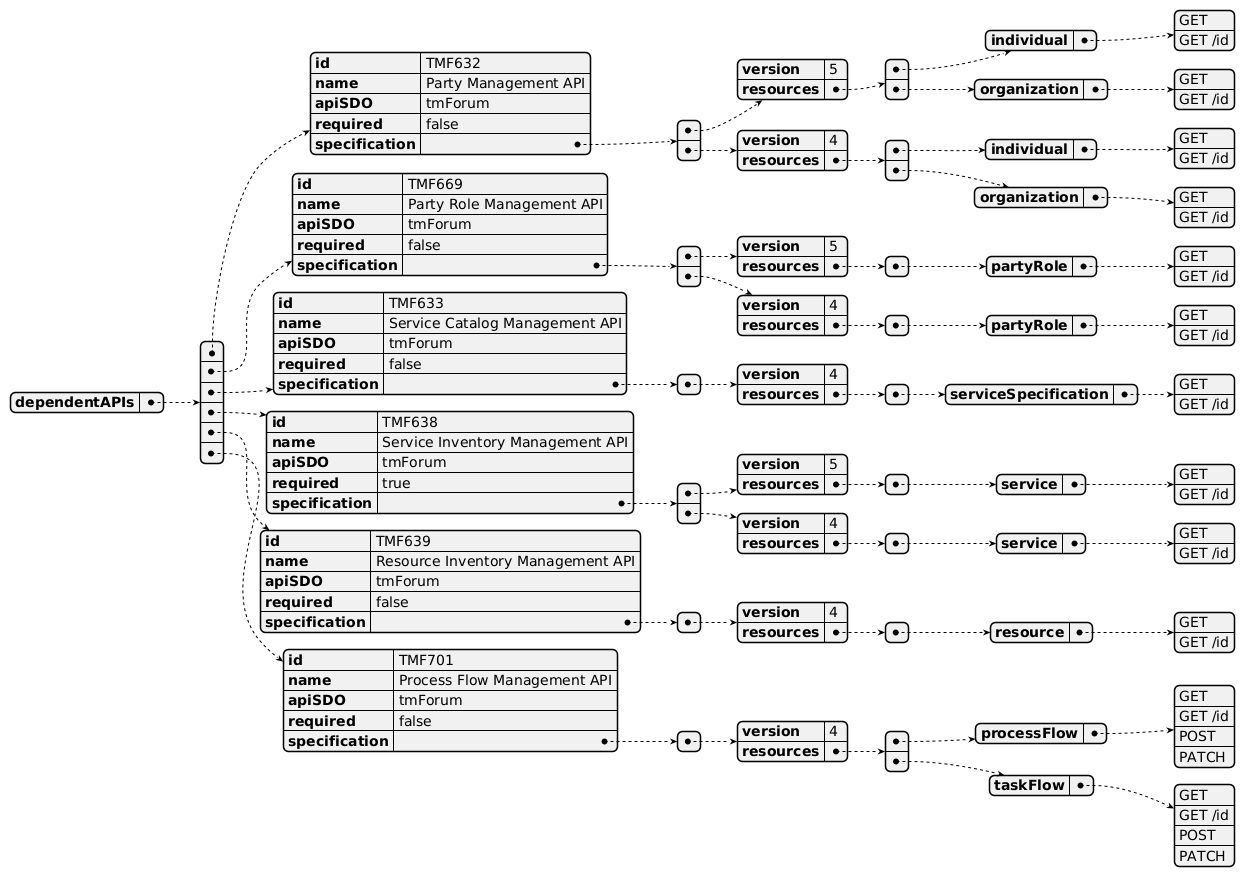 dependentAPIs
id TMF632
name Party Management API
apiSDO tmForum
required false
specification
version 5
resources
individual
GET
GET /id
organization
GET
GET /id
version 4
resources
individual
GET
GET /id
organization
GET
GET /id
id TMF669
name Party Role Management API
apiSDO tmForum
required false
specification
version 5
resources
partyRole
GET
GET /id
version 4
resources
partyRole
GET
GET /id
id TMF633
name Service Catalog Management API
apiSDO tmForum
required false
specification
version 4
resources
serviceSpecification
GET
GET /id
id TMF638
name Service Inventory Management API
apiSDO tmForum
required true
specification
version 5
resources
service
GET
GET /id
version 4
resources
service
GET
GET /id
id TMF639
name Resource Inventory Management API
apiSDO tmForum
required false
specification
version 4
resources
resource
GET
GET /id
id TMF701
name Process Flow Management API
apiSDO tmForum
required false
specification
version 4
resources
processFlow
GET
GET /id
POST
PATCH
taskFlow
GET
GET /id
POST
PATCH